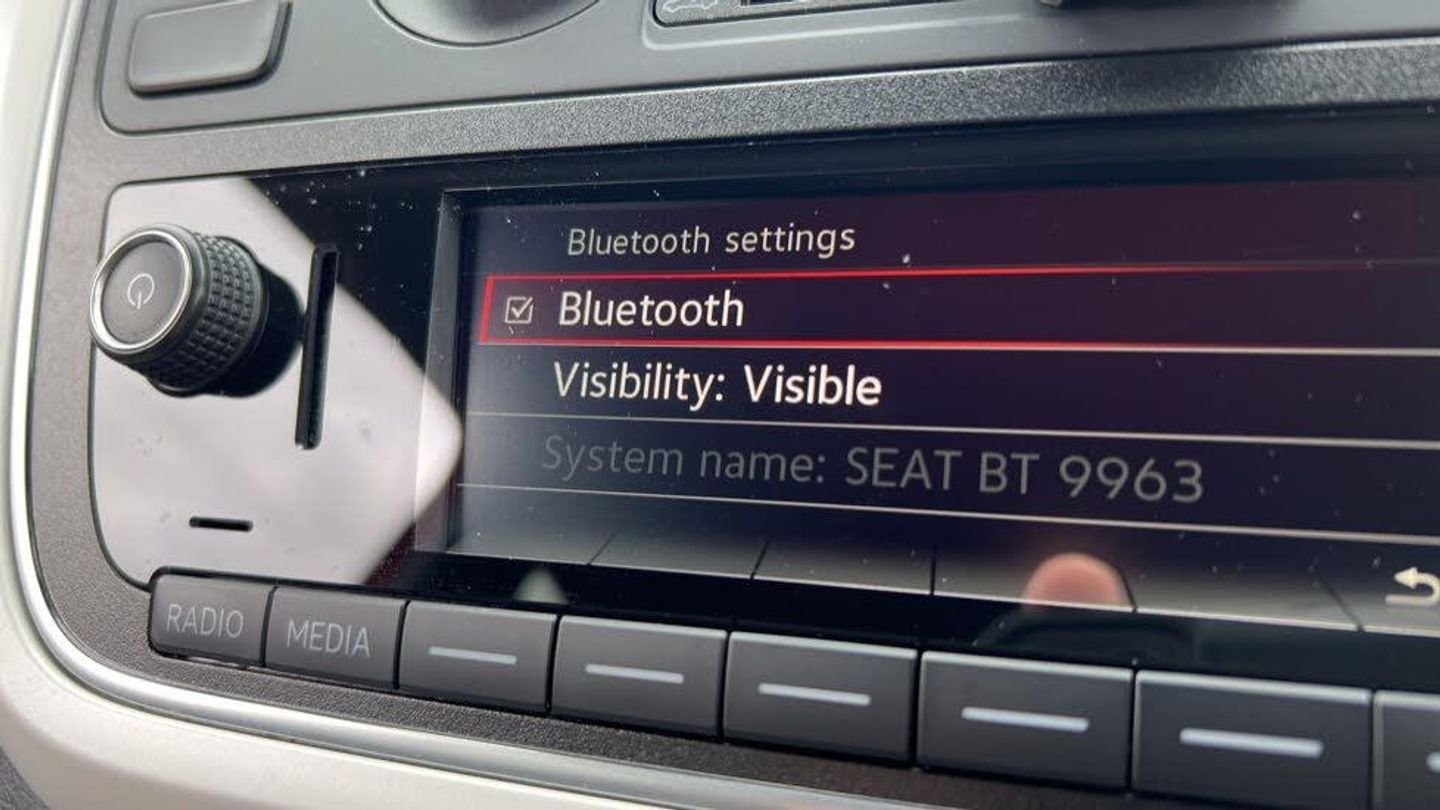 Bluetooth settings
Bluetooth
Visibility: Visible
System name: SEAT BT 9963
RADIO
MEDIA